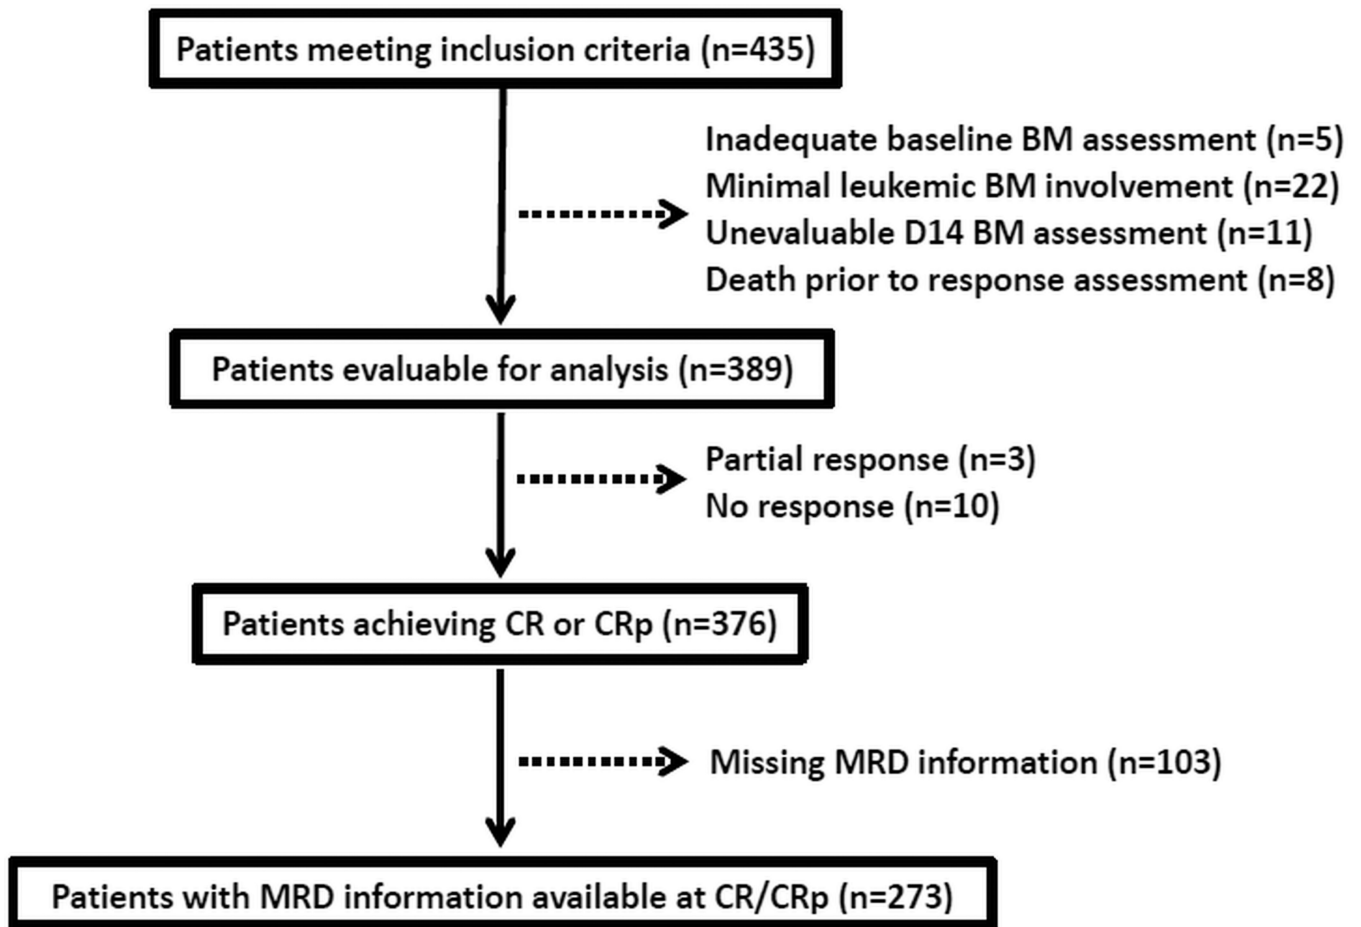 Patients meeting inclusion criteria (n=435)
Inadequate baseline BM assessment (n=5)
Minimal leukemic BM involvement (n=22)
Unevaluable D14 BM assessment (n=11)
Death prior to response assessment (n=8)
Patients evaluable for analysis (n=389)
Partial response (n=3)
No response (n=10)
Patients achieving CR or CRp (n=376)
Missing MRD information (n=103)
Patients with MRD information available at CR/CRp (n=273)